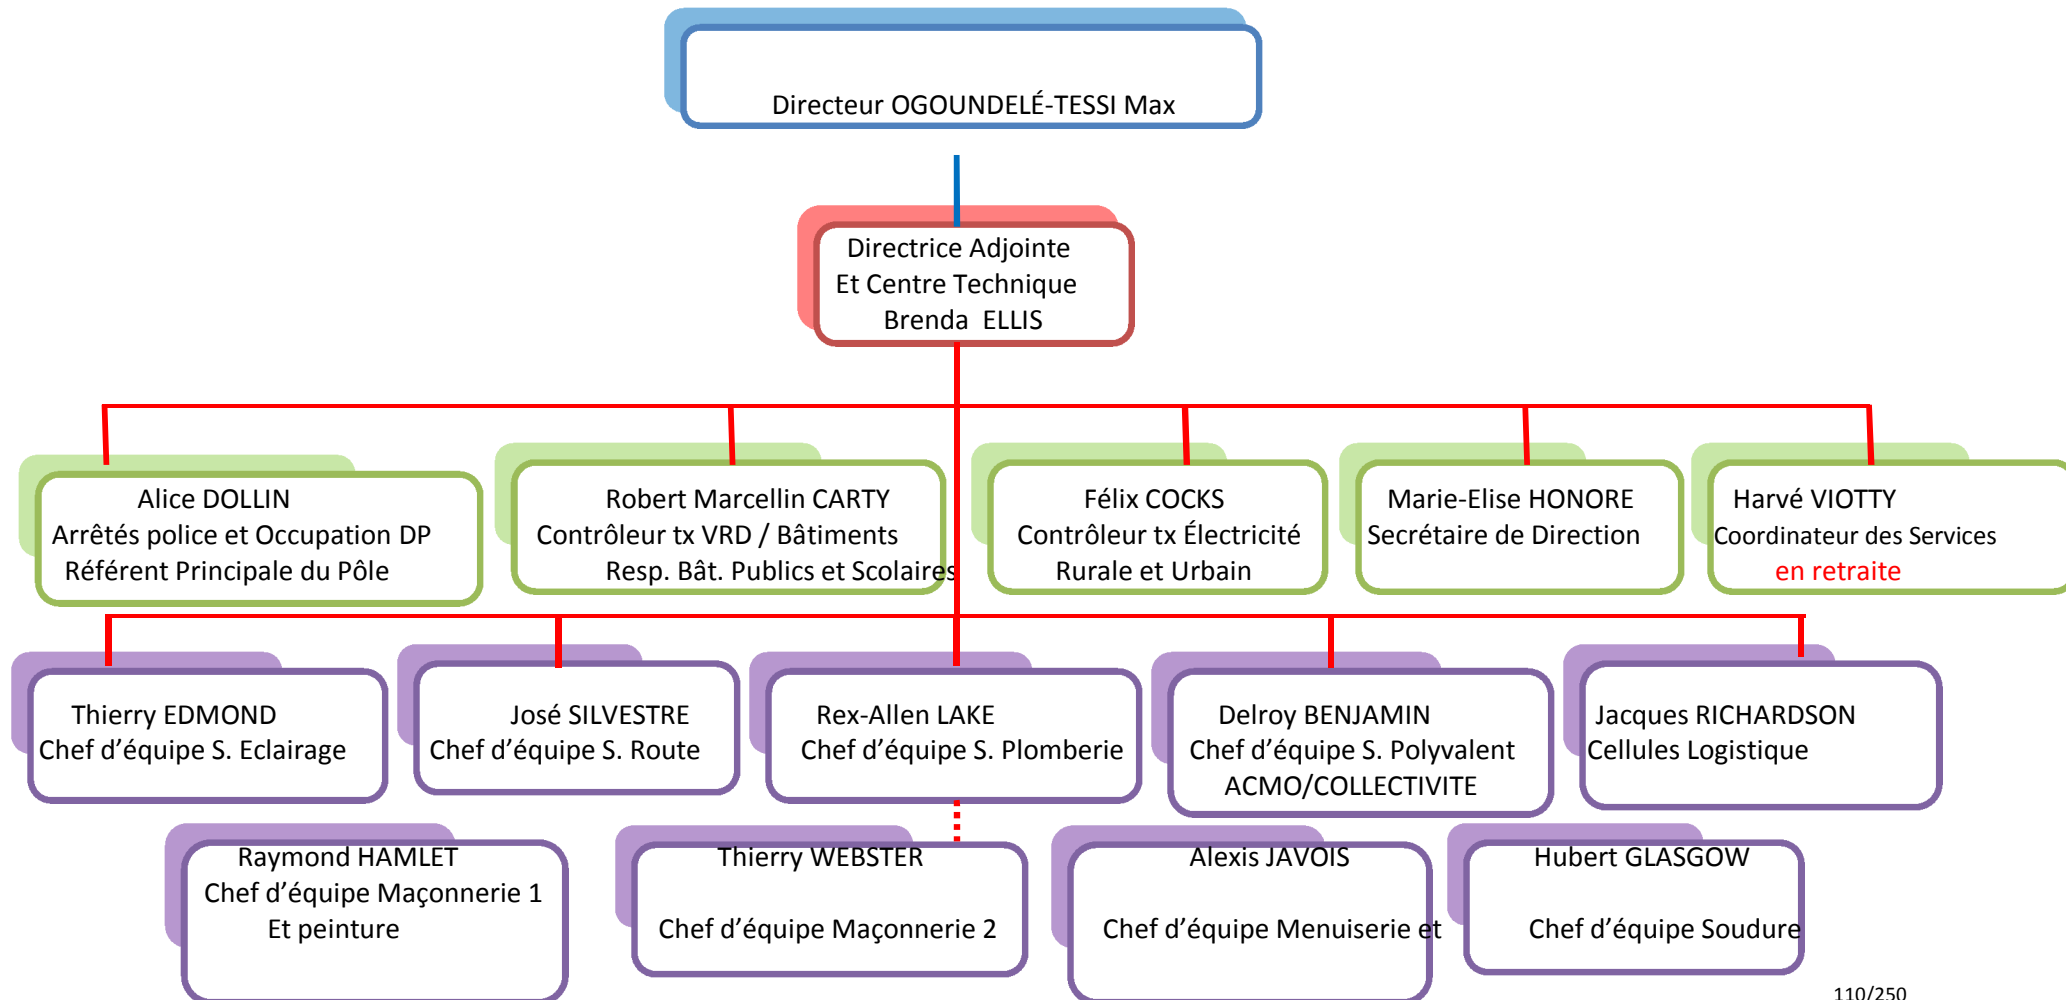 Directeur OGOUNDELÉ-TESSI Max
Directrice Adjointe
Et Centre Technique
Brenda ELLIS
Alice DOLLIN
Arrêtés police et Occupation DP
Référent Principale du Pôle
Robert Marcellin CARTY
Contrôleur tx VRD / Bâtiments
Resp. Bât. Publics et Scolaires
Félix COCKS
Contrôleur tx Électricité
Rurale et Urbain
Marie-Elise HONORE
Secrétaire de Direction
Harvé VIOTTY
Coordinateur des Services
en retraite
Thierry EDMOND
Chef d’équipe S. Eclairage
José SILVESTRE
Chef d’équipe S. Route
Rex-Allen LAKE
Chef d’équipe S. Plomberie
Delroy BENJAMIN
Chef d’équipe S. Polyvalent
ACMO/COLLECTIVITE
Jacques RICHARDSON
Cellules Logistique
Raymond HAMLET
Chef d’équipe Maçonnerie 1
Et peinture
Thierry WEBSTER
Chef d’équipe Maçonnerie 2
Alexis JAVOIS
Chef d’équipe Menuiserie et
Hubert GLASGOW
Chef d’équipe Soudure
110/250